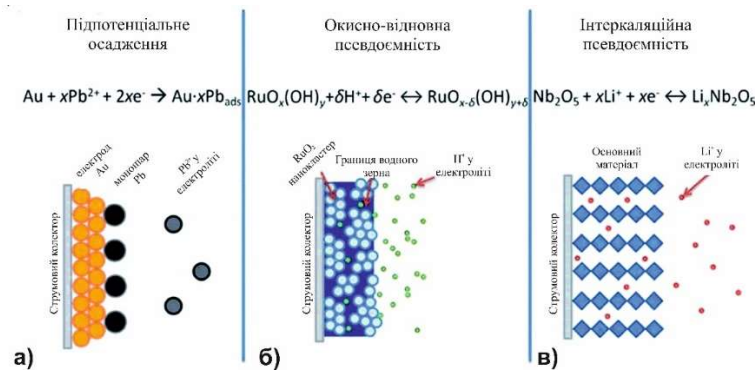 Підпотенціальне
осадження
Окисно-відновна
псевдоємність
Інтеркаляційна
псевдоємність
Au + xPb²⁺ + 2xe⁻ → Au·xPb_ads
RuOₓ(OH)ᵧ+δH⁺ + δe⁻ ↔ RuOₓ₋δ(OH)ᵧ₊δ
Nb₂O₅ + xLi⁺ + xe⁻ ↔ LiₓNb₂O₅
Струмовий колектор
електрод
Au
моношар
Pb
Pb²⁺ у
електроліті
а)
Струмовий колектор
RuO₂
нанокластер
Границя водного
зерна
H⁺ у
електроліті
б)
Струмовий колектор
Основний
матеріал
Li⁺ у
електроліті
в)